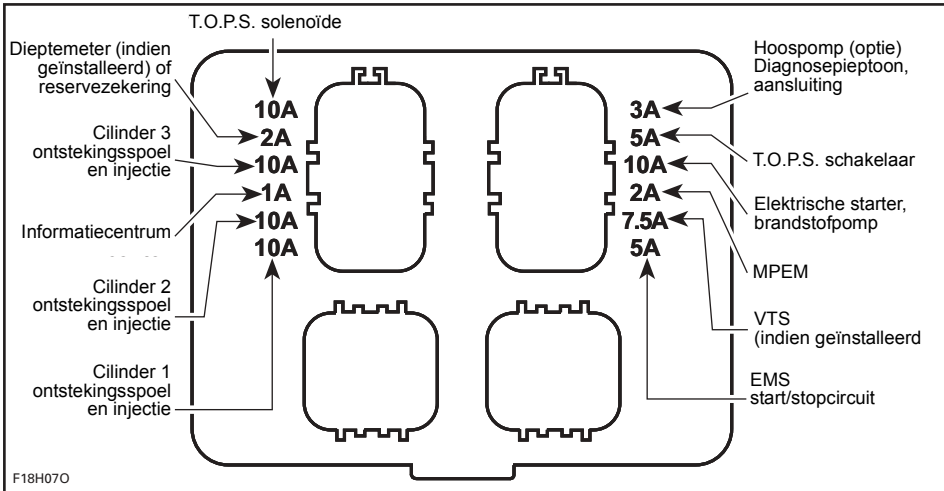 T.O.P.S. solenoïde
Dieptemeter (indien
geïnstalleerd) of
reservezekering
Cilinder 3
ontstekingsspoel
en injectie
Informatiecentrum
Cilinder 2
ontstekingsspoel
en injectie
Cilinder 1
ontstekingsspoel
en injectie
10A
2A
10A
1A
10A
10A
3A
5A
10A
2A
7.5A
5A
Hoospomp (optie)
Diagnosepieptoon,
aansluiting
T.O.P.S. schakelaar
Elektrische starter,
brandstofpomp
MPEM
VTS
(indien geïnstalleerd
EMS
start/stopcircuit
F18H07O